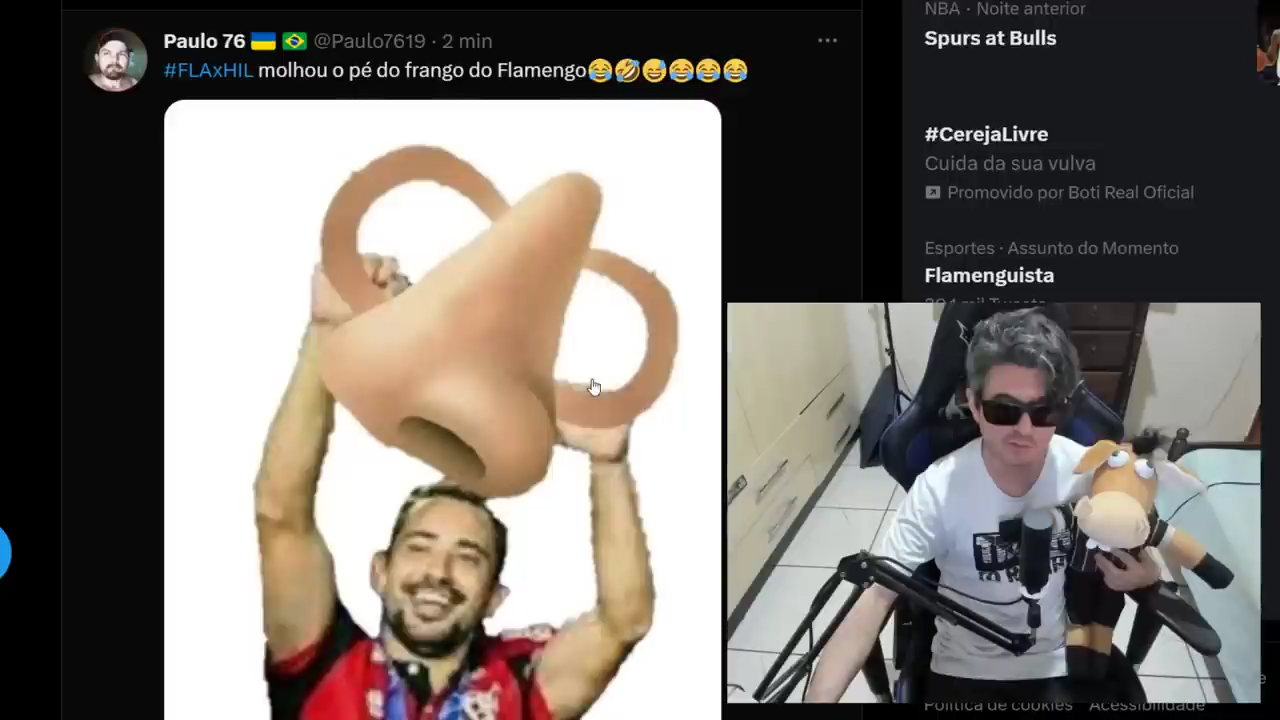 Paulo 76 🇺🇦 🇧🇷 @Paulo7619 · 2 min
#FLAxHIL molhou o pé do frango do Flamengo😂🤣😅😂😂😂
NBA · Noite anterior
Spurs at Bulls
#CerejaLivre
Cuida da sua vulva
Promovido por Boti Real Oficial
Esportes · Assunto do Momento
Flamenguista
Política de cookies Acessibilidade